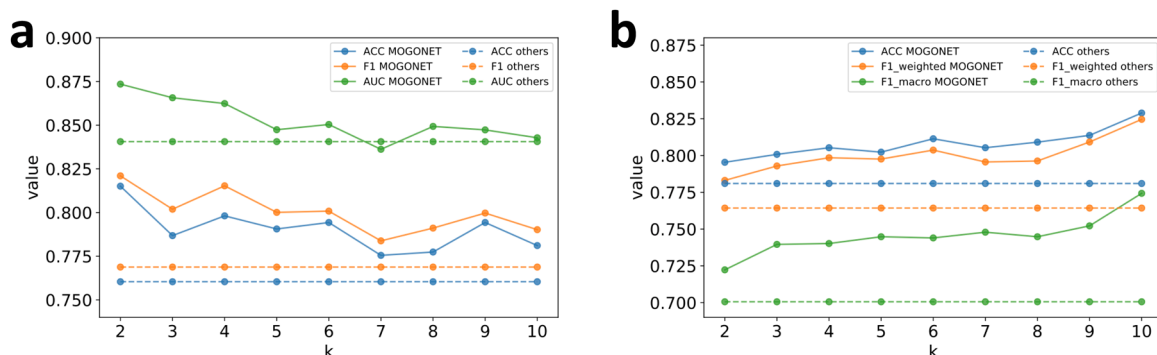 a
0.900
0.875
0.850
0.825
0.800
0.775
0.750
value
ACC MOGONET
F1 MOGONET
AUC MOGONET
ACC others
F1 others
AUC others
2 3 4 5 6 7 8 9 10
k
b
0.875
0.850
0.825
0.800
0.775
0.750
0.725
0.700
value
ACC MOGONET
F1_weighted MOGONET
F1_macro MOGONET
ACC others
F1_weighted others
F1_macro others
2 3 4 5 6 7 8 9 10
k